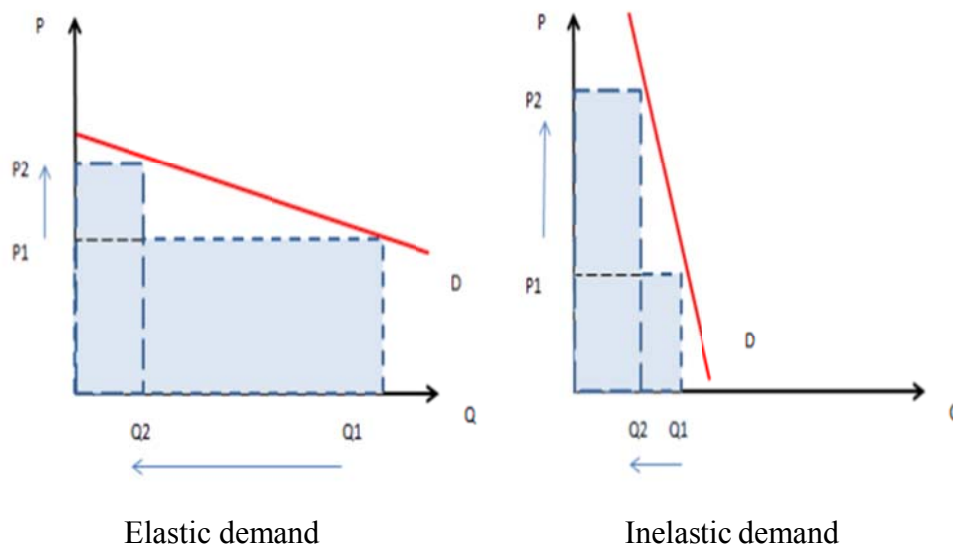 P
P2
P1
D
Q
Q2
Q1
Elastic demand
P
P2
P1
D
Q2
Q1
Inelastic demand